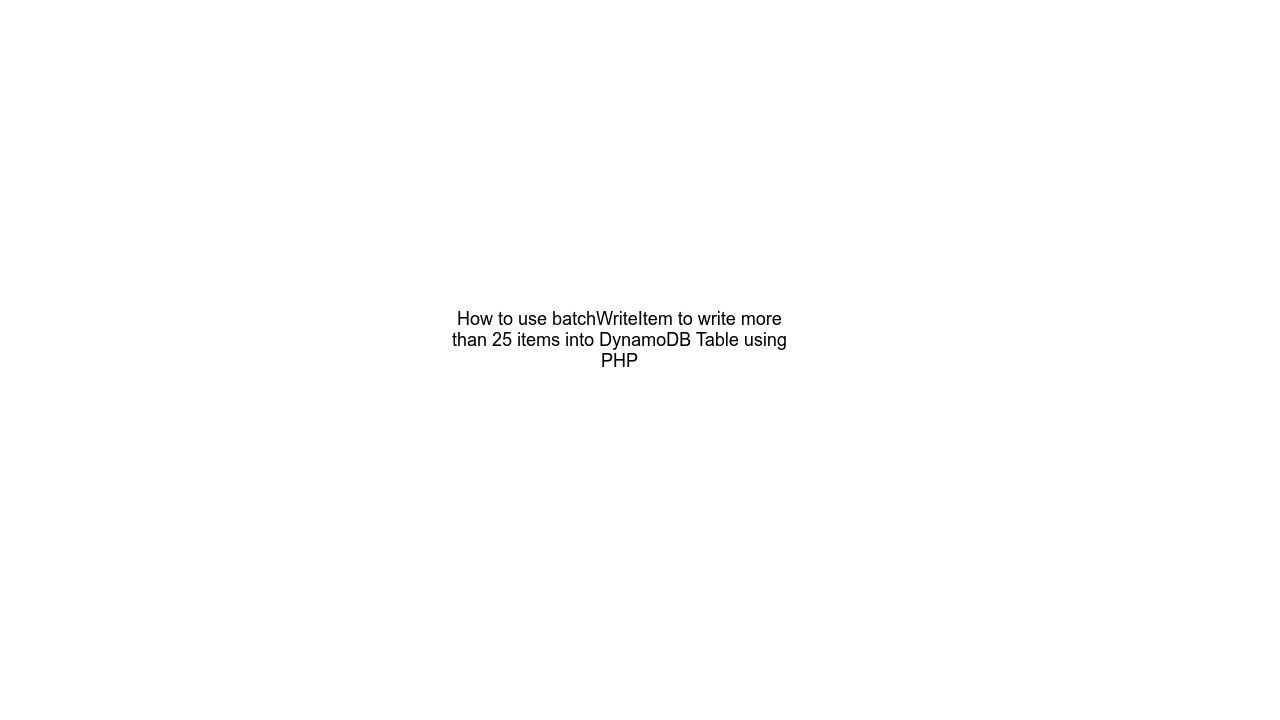 How to use batchWriteItem to write more
than 25 items into DynamoDB Table using
PHP